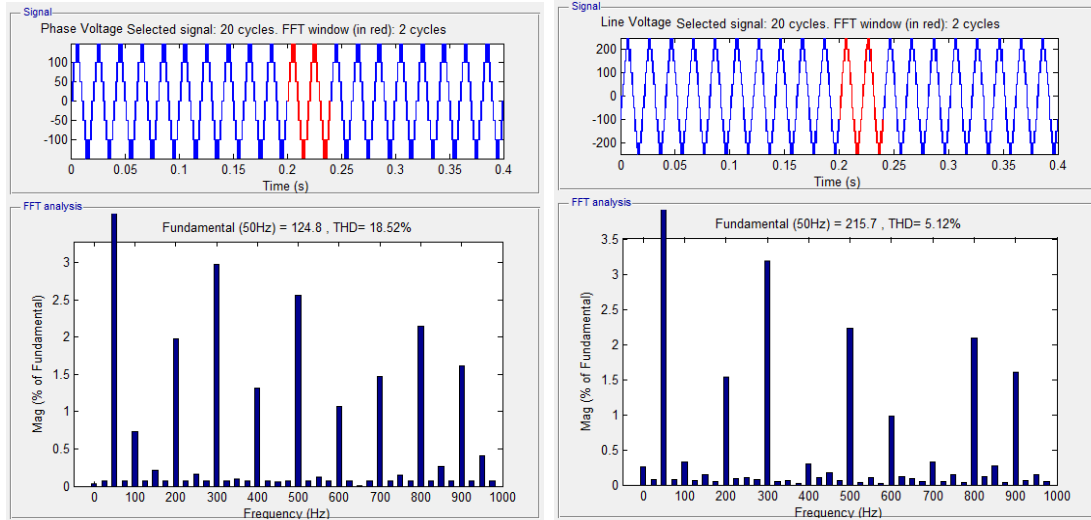 Signal
Phase Voltage Selected signal: 20 cycles. FFT window (in red): 2 cycles
100
50
0
-50
-100
0 0.05 0.1 0.15 0.2 0.25 0.3 0.35 0.4
Time (s)
FFT analysis
Fundamental (50Hz) = 124.8 , THD= 18.52%
3
2.5
2
1.5
1
0.5
0
Mag (% of Fundamental)
0 100 200 300 400 500 600 700 800 900 1000
Frequency (Hz)
Signal
Line Voltage Selected signal: 20 cycles. FFT window (in red): 2 cycles
200
100
0
-100
-200
0 0.05 0.1 0.15 0.2 0.25 0.3 0.35 0.4
Time (s)
FFT analysis
Fundamental (50Hz) = 215.7 , THD= 5.12%
3.5
3
2.5
2
1.5
1
0.5
0
Mag (% of Fundamental)
0 100 200 300 400 500 600 700 800 900 1000
Frequency (Hz)